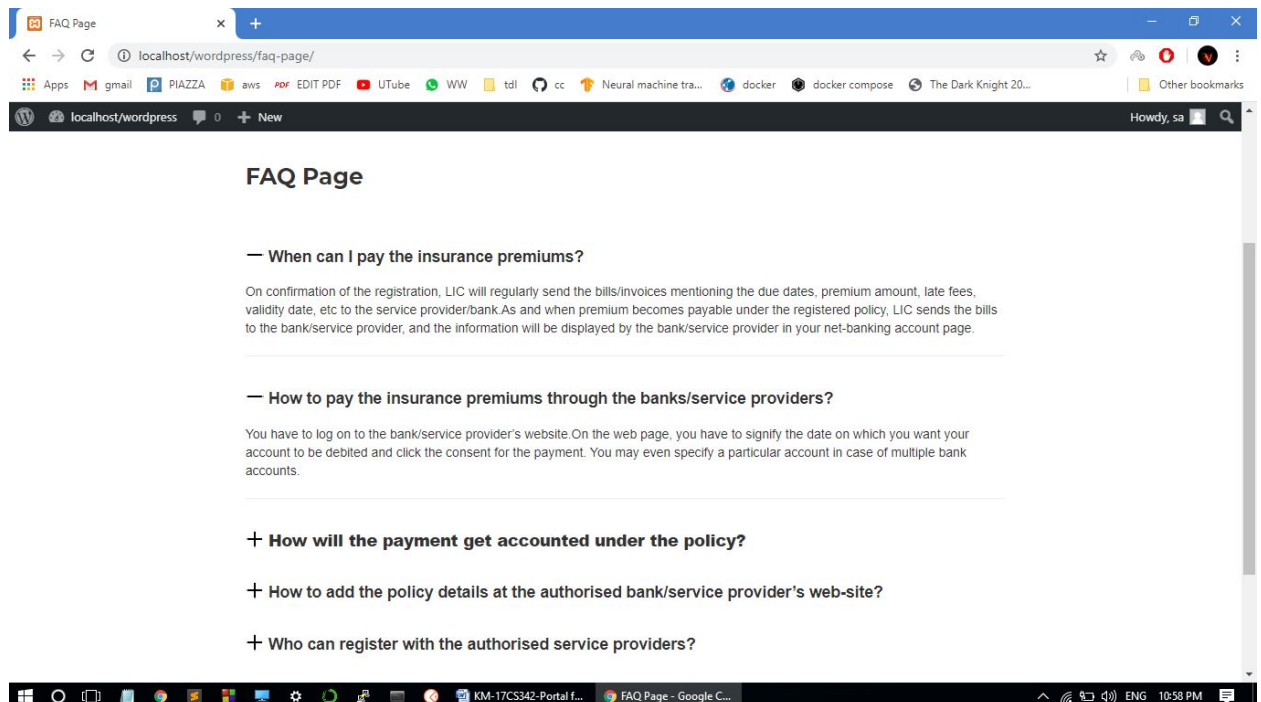 FAQ Page
localhost/wordpress/faq-page/
Apps gmail PIAZZA aws PDF EDIT PDF UTube WW tdl cc Neural machine tra... docker docker compose The Dark Knight 20... Other bookmarks
localhost/wordpress 0 + New Howdy, sa
FAQ Page
When can I pay the insurance premiums?
On confirmation of the registration, LIC will regularly send the bills/invoices mentioning the due dates, premium amount, late fees,
validity date, etc to the service provider/bank.As and when premium becomes payable under the registered policy, LIC sends the bills
to the bank/service provider, and the information will be displayed by the bank/service provider in your net-banking account page.
How to pay the insurance premiums through the banks/service providers?
You have to log on to the bank/service provider's website.On the web page, you have to signify the date on which you want your
account to be debited and click the consent for the payment. You may even specify a particular account in case of multiple bank
accounts.
How will the payment get accounted under the policy?
How to add the policy details at the authorised bank/service provider's web-site?
Who can register with the authorised service providers?
KM-17CS342-Portal f... FAQ Page - Google C... ENG 10:58 PM